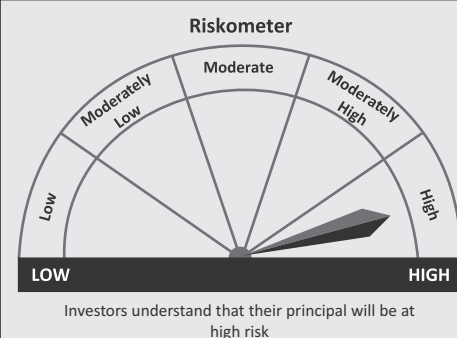 Riskometer
Moderate
Moderately
Low
Moderately
High
Low
High
LOW
HIGH
Investors understand that their principal will be at
high risk